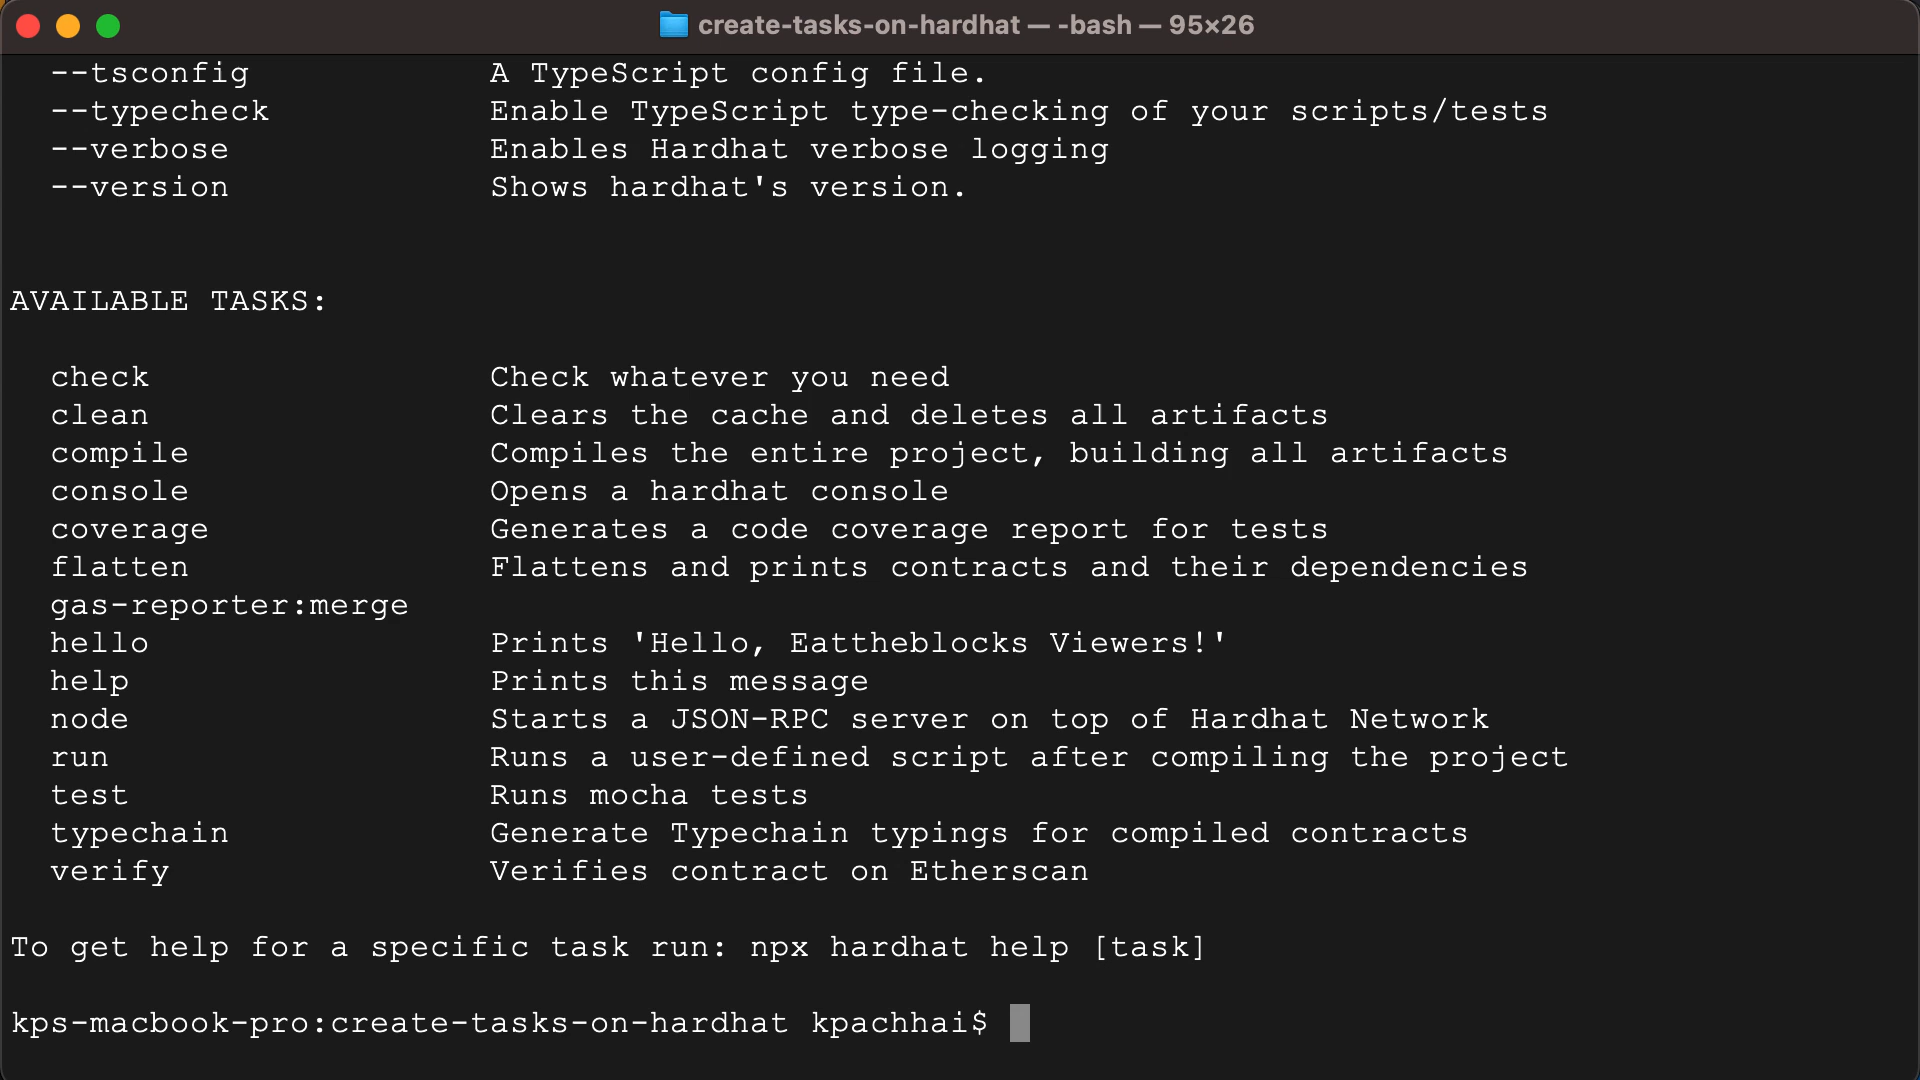 create-tasks-on-hardhat — -bash — 95×26
--tsconfig A TypeScript config file.
--typecheck Enable TypeScript type-checking of your scripts/tests
--verbose Enables Hardhat verbose logging
--version Shows hardhat's version.
AVAILABLE TASKS:
check Check whatever you need
clean Clears the cache and deletes all artifacts
compile Compiles the entire project, building all artifacts
console Opens a hardhat console
coverage Generates a code coverage report for tests
flatten Flattens and prints contracts and their dependencies
gas-reporter:merge
hello Prints 'Hello, Eattheblocks Viewers!'
help Prints this message
node Starts a JSON-RPC server on top of Hardhat Network
run Runs a user-defined script after compiling the project
test Runs mocha tests
typechain Generate Typechain typings for compiled contracts
verify Verifies contract on Etherscan
To get help for a specific task run: npx hardhat help [task]
kps-macbook-pro:create-tasks-on-hardhat kpachhai$